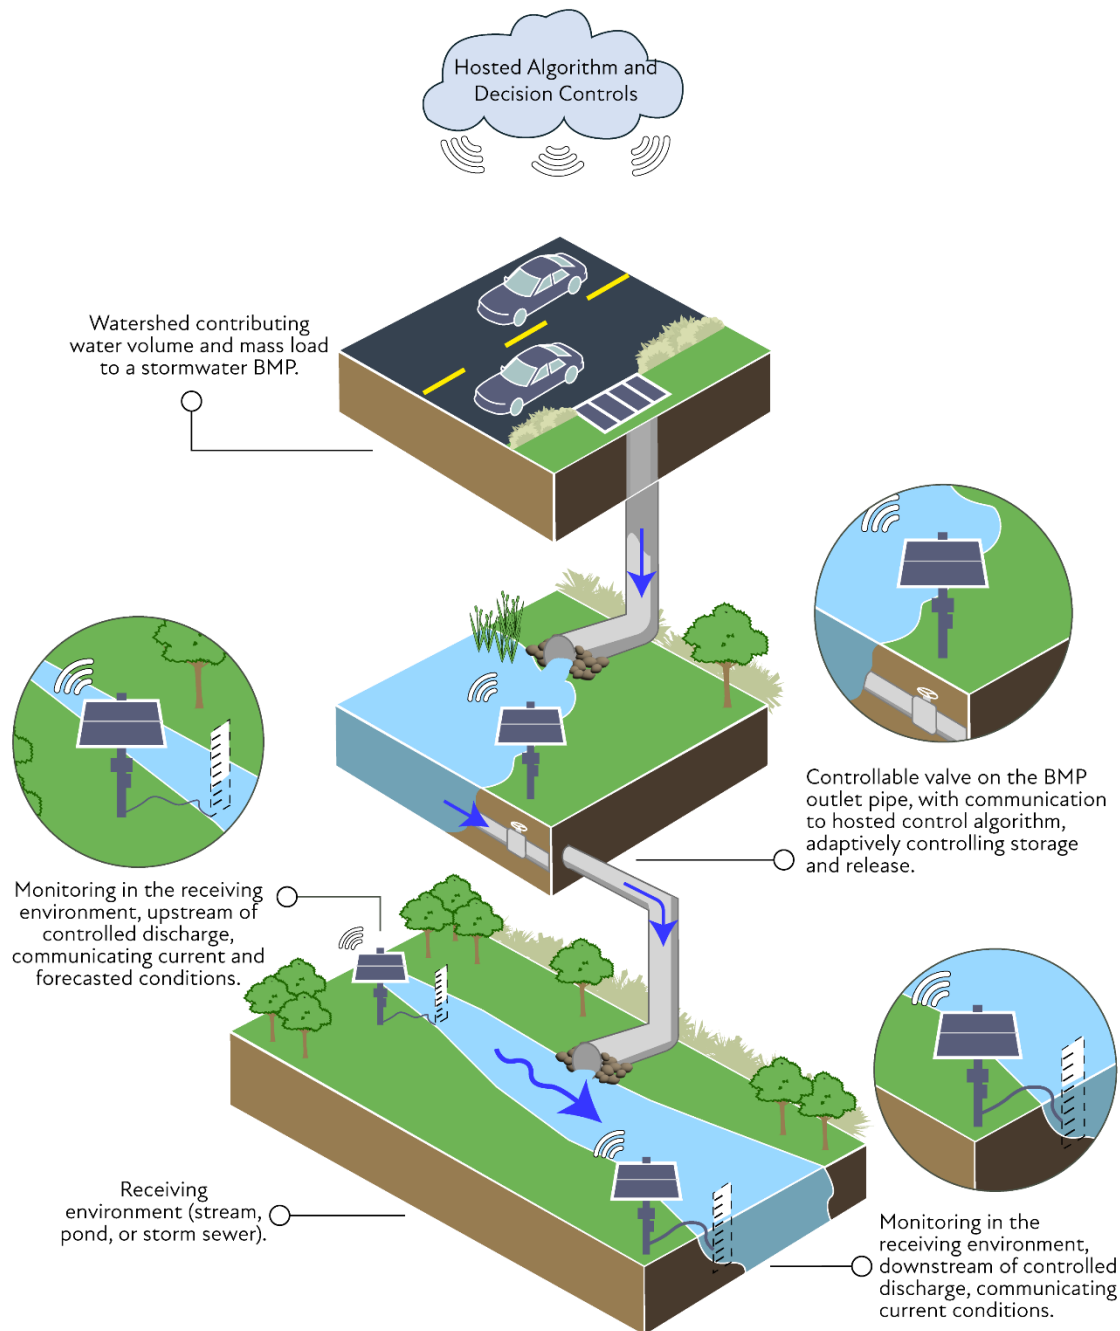 Hosted Algorithm and
Decision Controls
Watershed contributing
water volume and mass load
to a stormwater BMP.
Controllable valve on the BMP
outlet pipe, with communication
to hosted control algorithm,
adaptively controlling storage
and release.
Monitoring in the receiving
environment, upstream of
controlled discharge,
communicating current and
forecasted conditions.
Receiving
environment (stream,
pond, or storm sewer).
Monitoring in the
receiving environment,
downstream of controlled
discharge, communicating
current conditions.